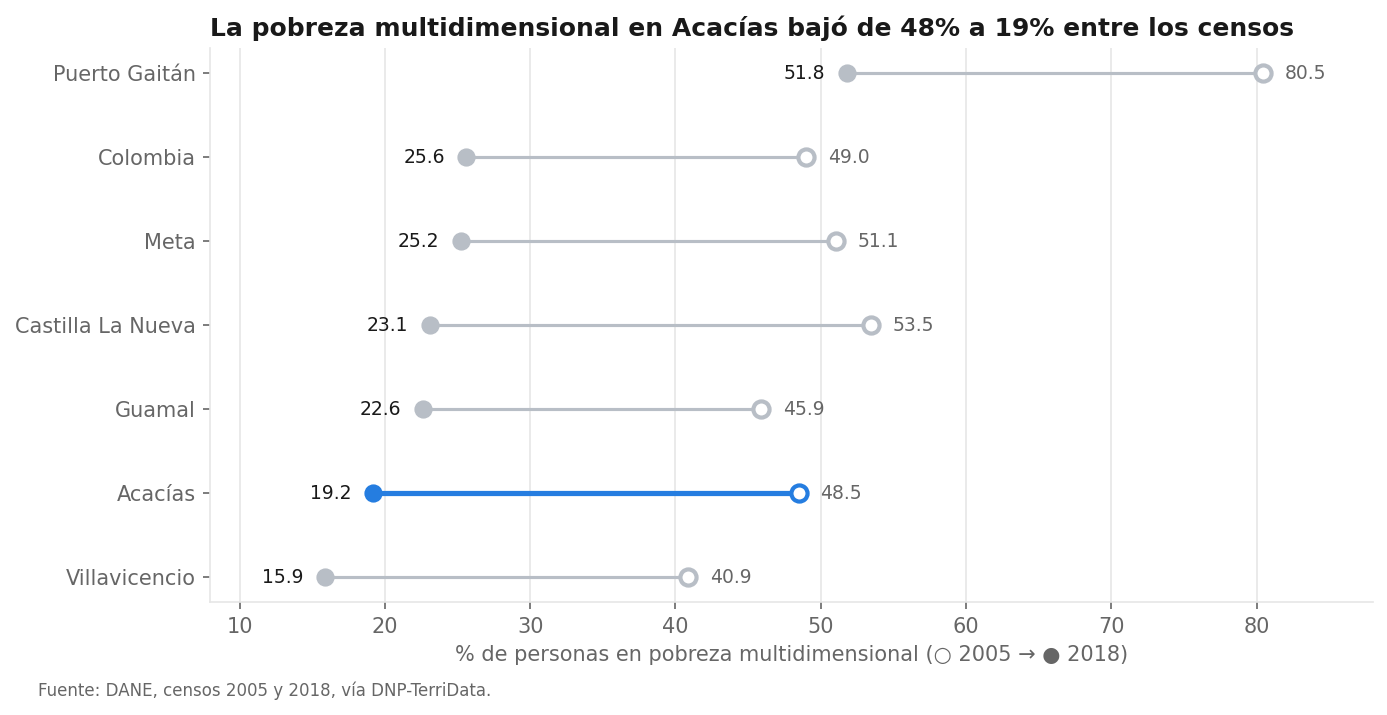 La pobreza multidimensional en Acacías bajó de 48% a 19% entre los censos
Puerto Gaitán 51.8 80.5
Colombia 25.6 49.0
Meta 25.2 51.1
Castilla La Nueva 23.1 53.5
Guamal 22.6 45.9
Acacías 19.2 48.5
Villavicencio 15.9 40.9
10 20 30 40 50 60 70 80
% de personas en pobreza multidimensional (○ 2005 → ● 2018)
Fuente: DANE, censos 2005 y 2018, vía DNP-TerriData.